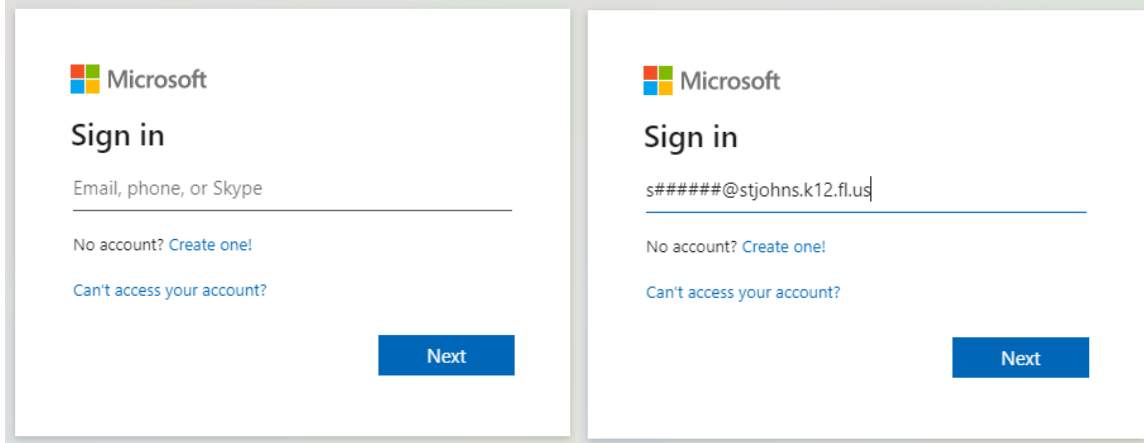 Microsoft
Sign in
Email, phone, or Skype
No account? Create one!
Can't access your account?
Next
Microsoft
Sign in
s######@stjohns.k12.fl.us
No account? Create one!
Can't access your account?
Next